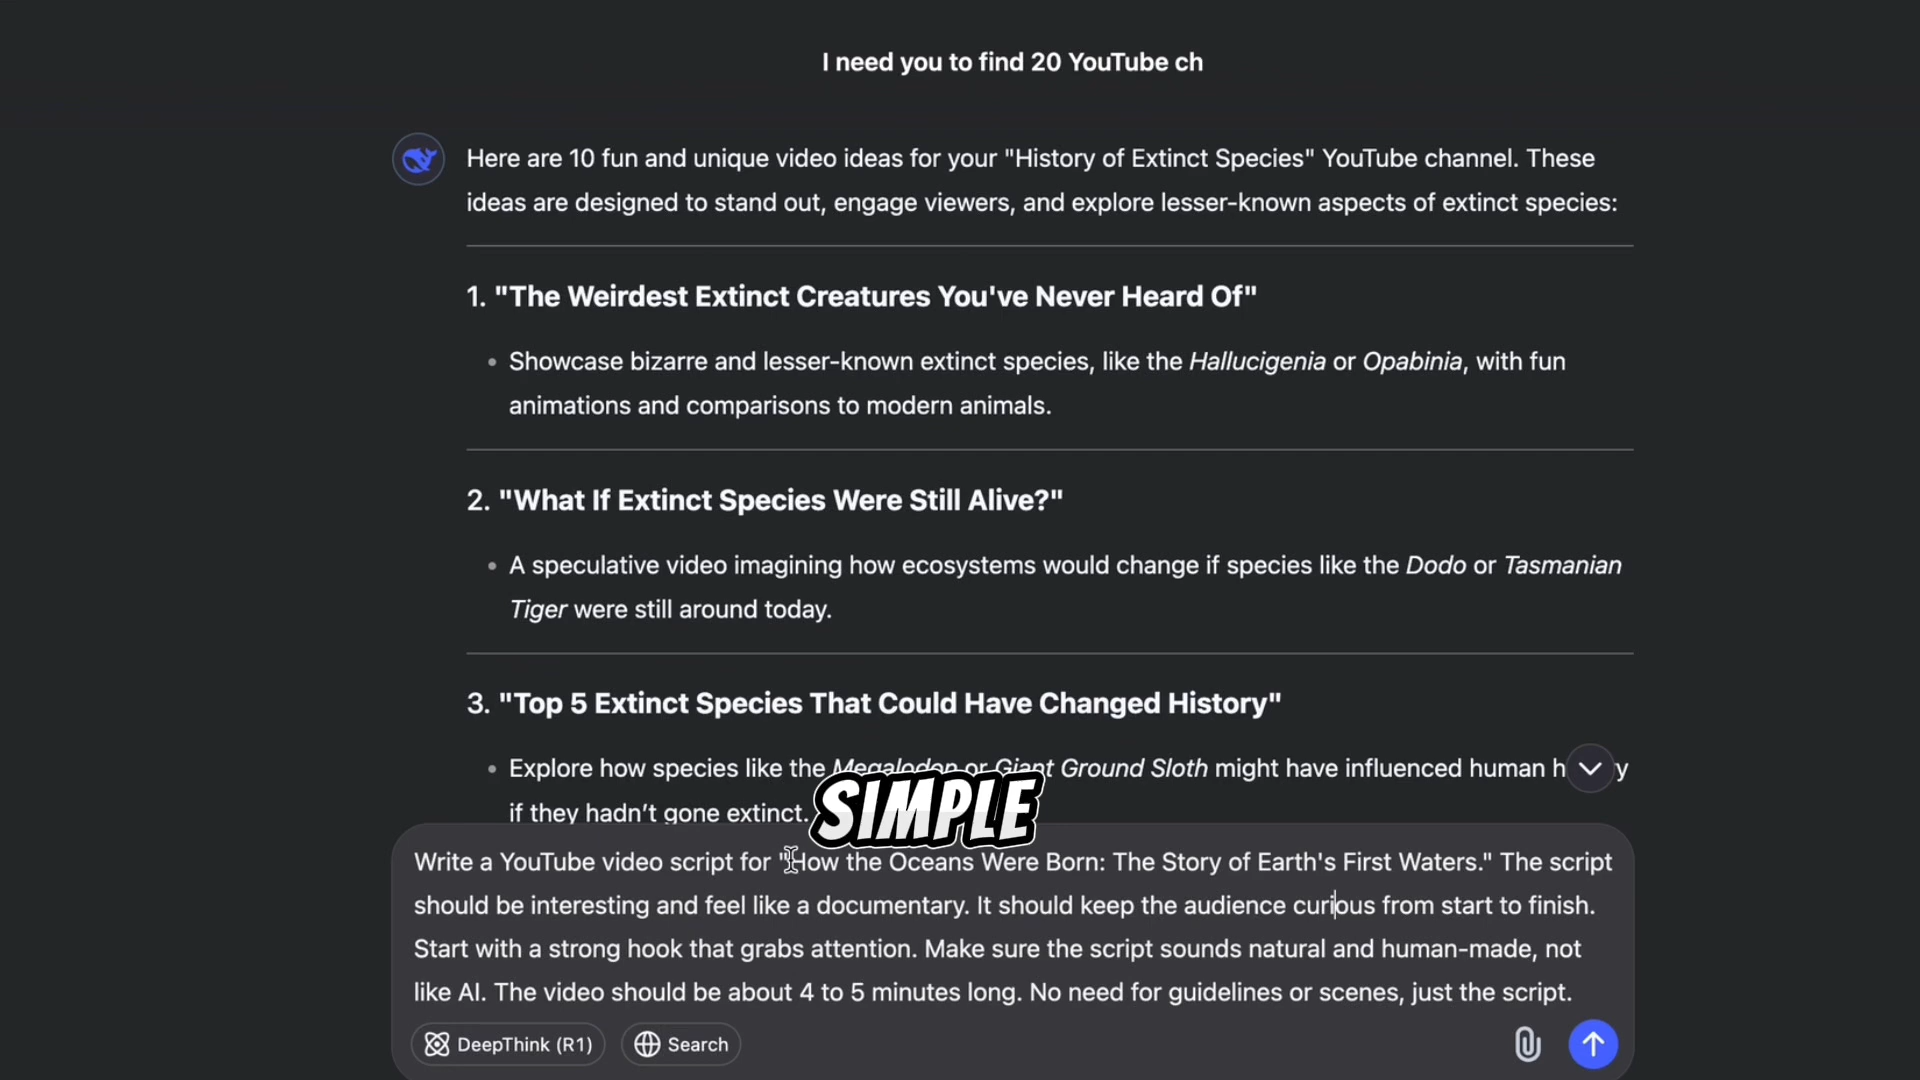 I need you to find 20 YouTube ch
Here are 10 fun and unique video ideas for your "History of Extinct Species" YouTube channel. These
ideas are designed to stand out, engage viewers, and explore lesser-known aspects of extinct species:
1. "The Weirdest Extinct Creatures You've Never Heard Of"
• Showcase bizarre and lesser-known extinct species, like the Hallucigenia or Opabinia, with fun
animations and comparisons to modern animals.
2. "What If Extinct Species Were Still Alive?"
• A speculative video imagining how ecosystems would change if species like the Dodo or Tasmanian
Tiger were still around today.
3. "Top 5 Extinct Species That Could Have Changed History"
• Explore how species like the Megalodon or Giant Ground Sloth might have influenced human h y
if they hadn't gone extinct.
SIMPLE
Write a YouTube video script for "How the Oceans Were Born: The Story of Earth's First Waters." The script
should be interesting and feel like a documentary. It should keep the audience curious from start to finish.
Start with a strong hook that grabs attention. Make sure the script sounds natural and human-made, not
like AI. The video should be about 4 to 5 minutes long. No need for guidelines or scenes, just the script.
DeepThink (R1) Search